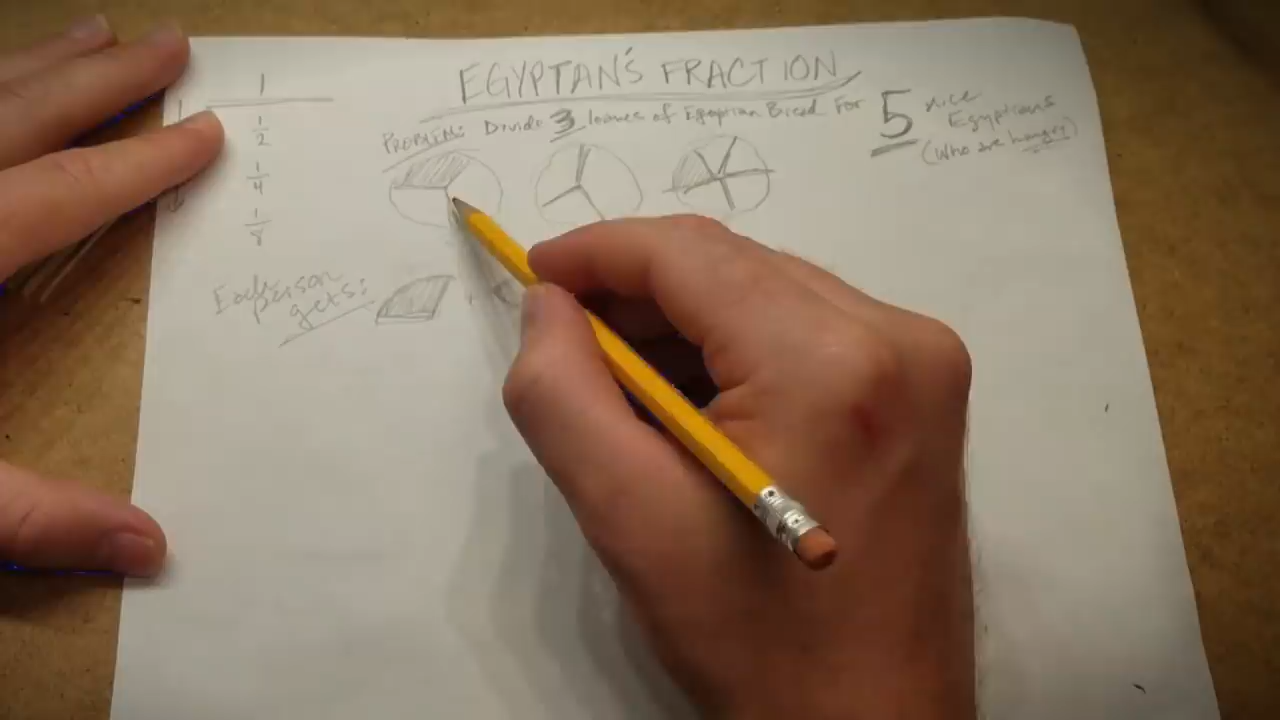 EGYPTAN'S FRACTION
PROBLEM: Divide 3 loaves of Egyptian Bread For 5 nice
Egyptians
(Who are hungry)
1
1/2
1/4
1/8
Each person
gets: